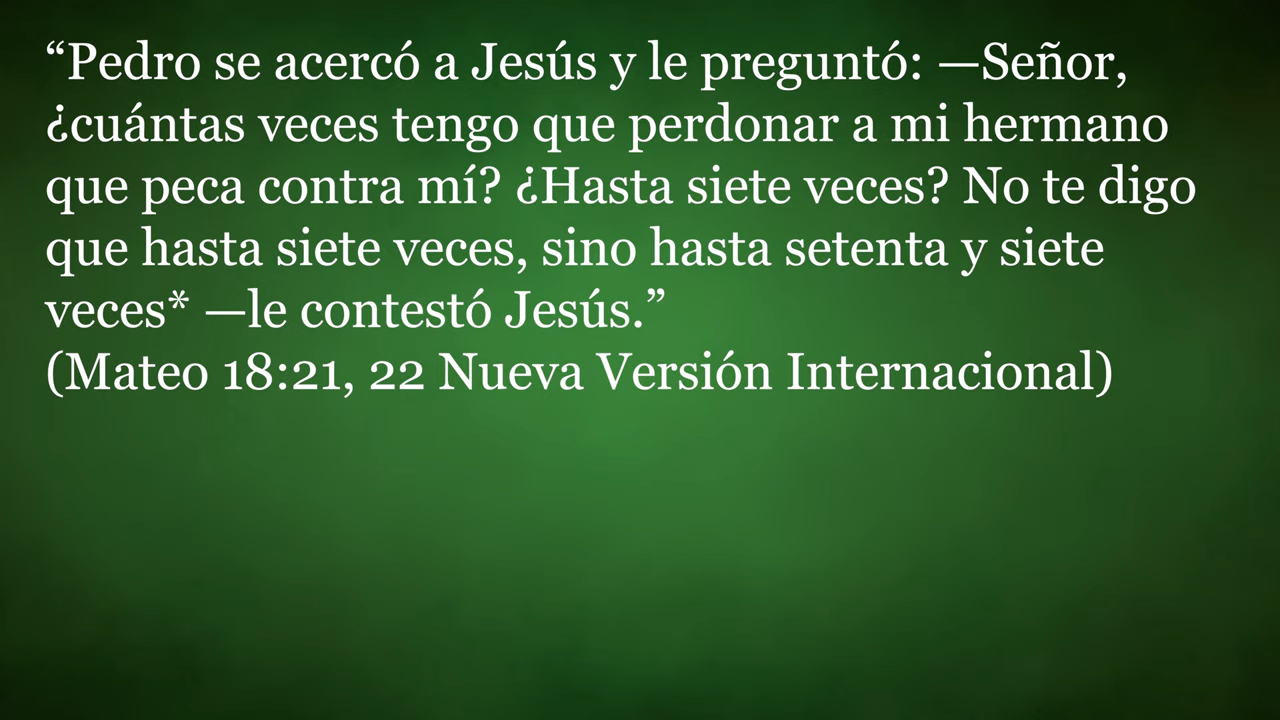 “Pedro se acercó a Jesús y le preguntó: —Señor,
¿cuántas veces tengo que perdonar a mi hermano
que peca contra mí? ¿Hasta siete veces? No te digo
que hasta siete veces, sino hasta setenta y siete
veces* —le contestó Jesús.”
(Mateo 18:21, 22 Nueva Versión Internacional)